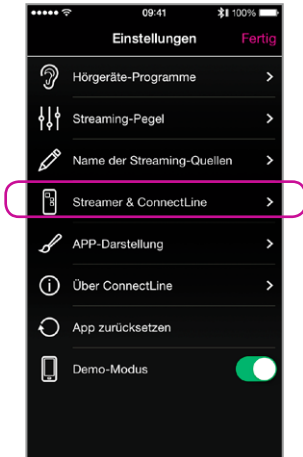 09:41 100%
Einstellungen Fertig
Hörgeräte-Programme
Streaming-Pegel
Name der Streaming-Quellen
Streamer & ConnectLine
APP-Darstellung
Über ConnectLine
App zurücksetzen
Demo-Modus